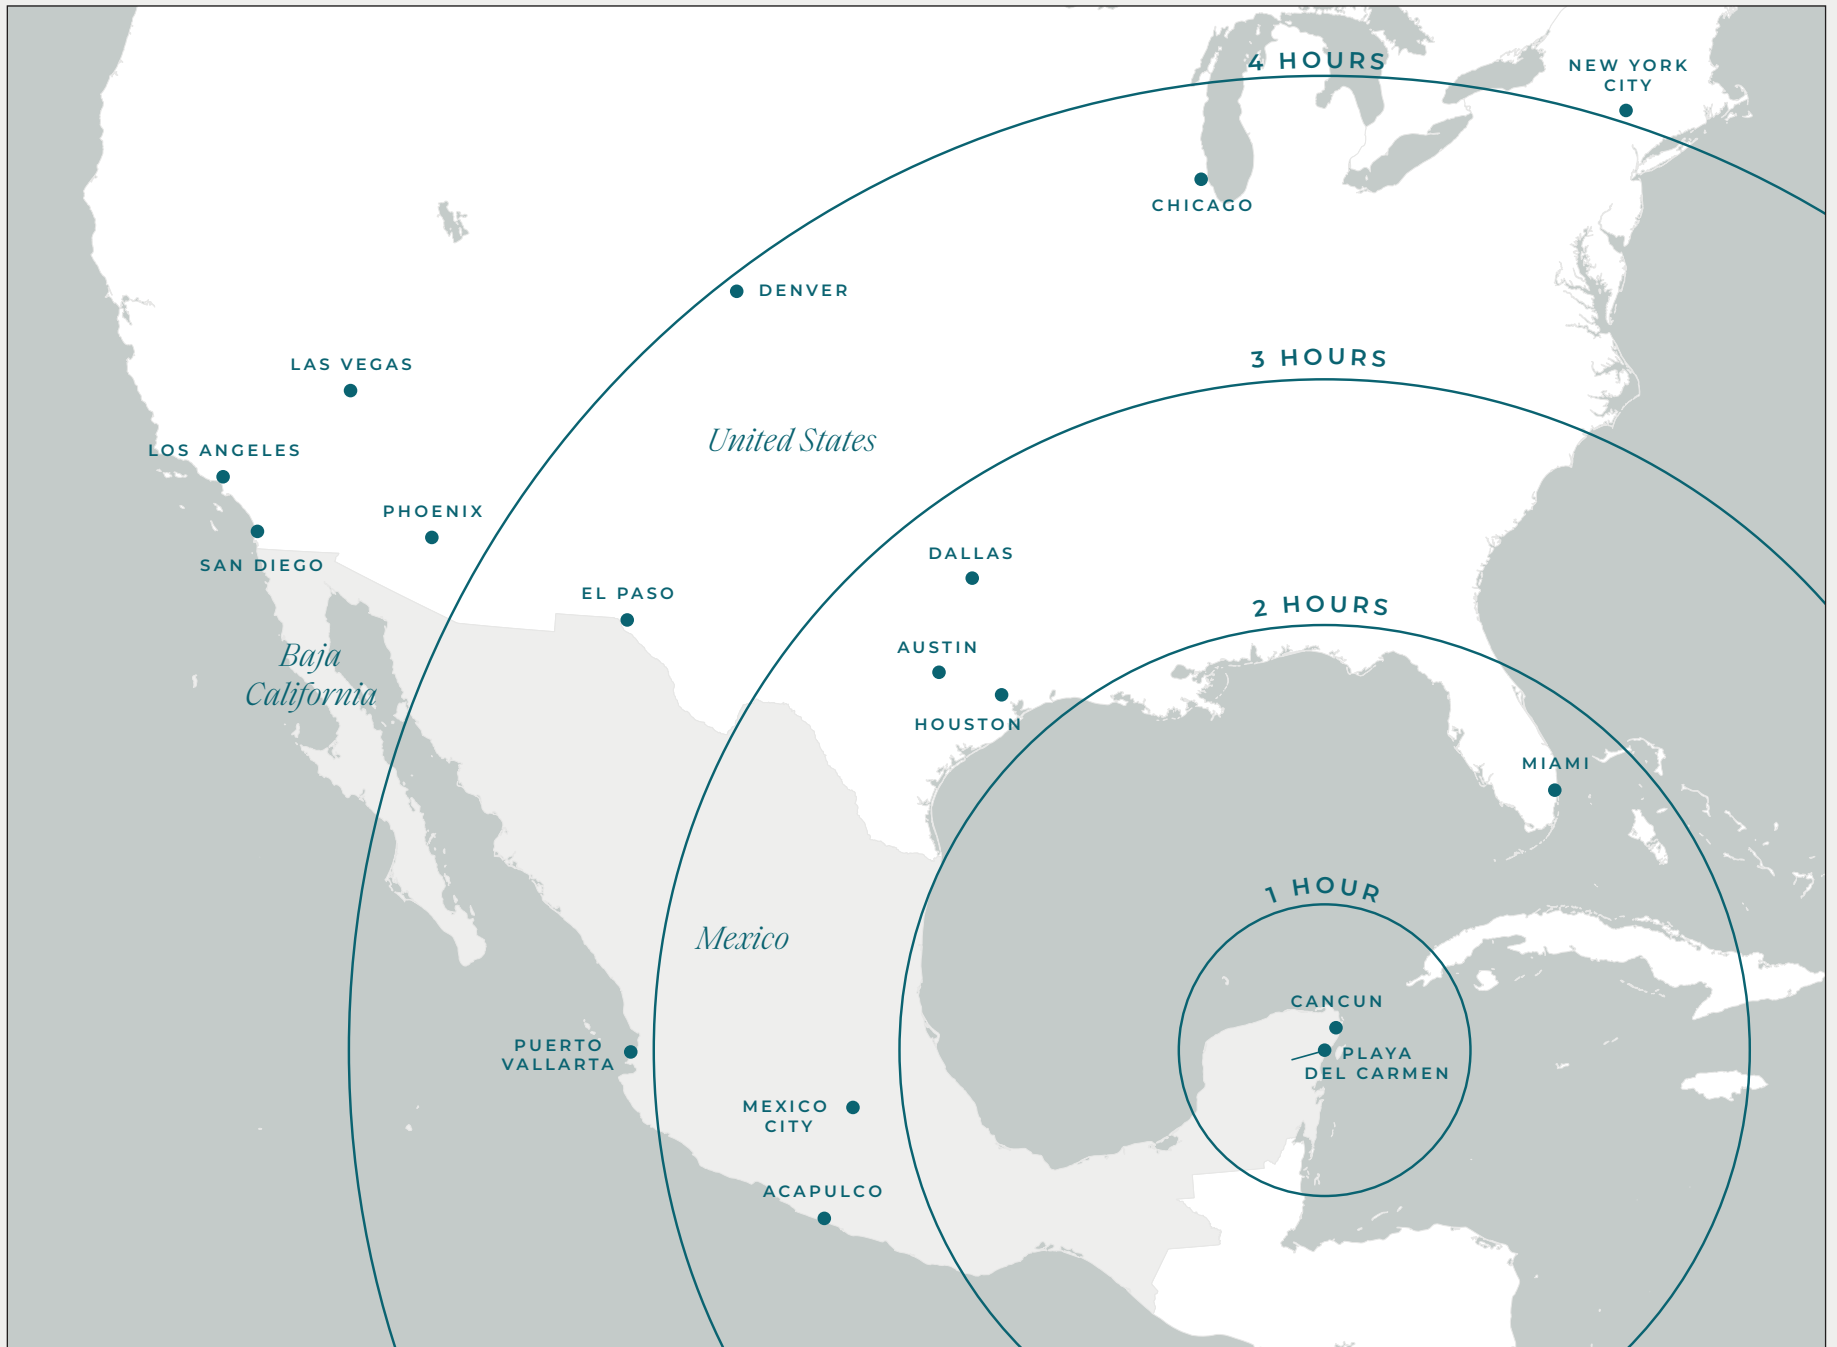 4 HOURS
NEW YORK
CITY
CHICAGO
DENVER
3 HOURS
LAS VEGAS
United States
LOS ANGELES
PHOENIX
SAN DIEGO
DALLAS
EL PASO
2 HOURS
AUSTIN
Baja
California
HOUSTON
MIAMI
1 HOUR
Mexico
CANCUN
PUERTO
VALLARTA
PLAYA
DEL CARMEN
MEXICO
CITY
ACAPULCO